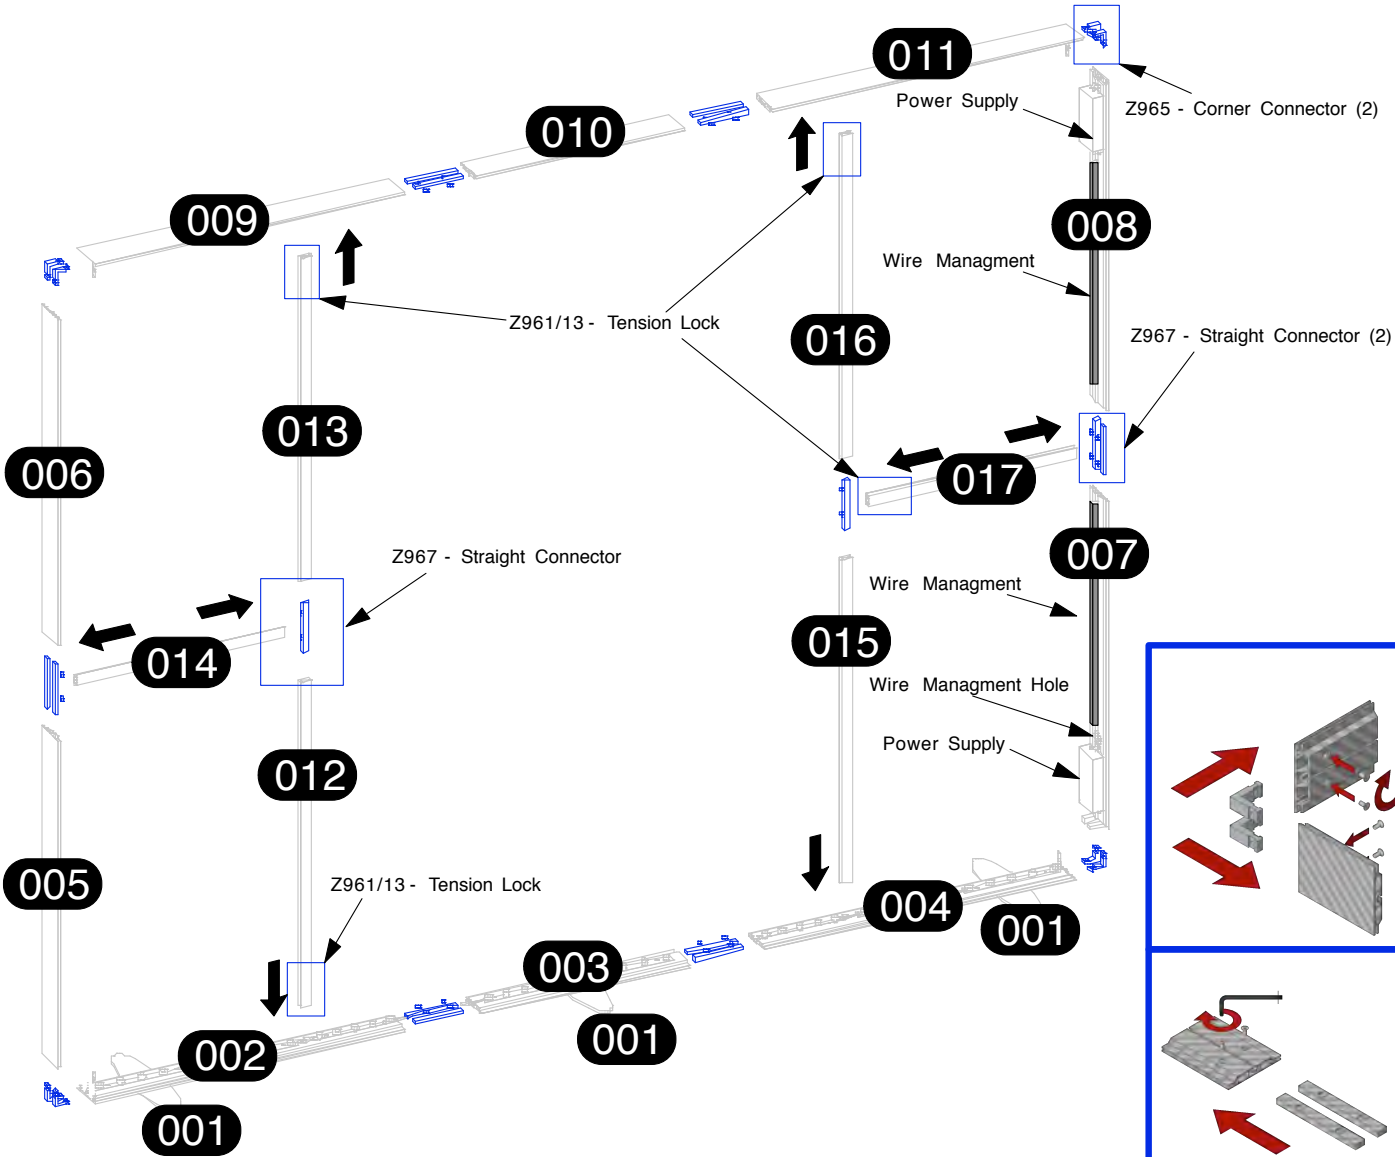 011
Power Supply
Z965 - Corner Connector (2)
010
009
008
Wire Managment
Z961/13 - Tension Lock
016
Z967 - Straight Connector (2)
013
006
017
Z967 - Straight Connector
007
Wire Managment
014
015
Wire Managment Hole
Power Supply
012
005
Z961/13 - Tension Lock
004
001
003
001
002
001